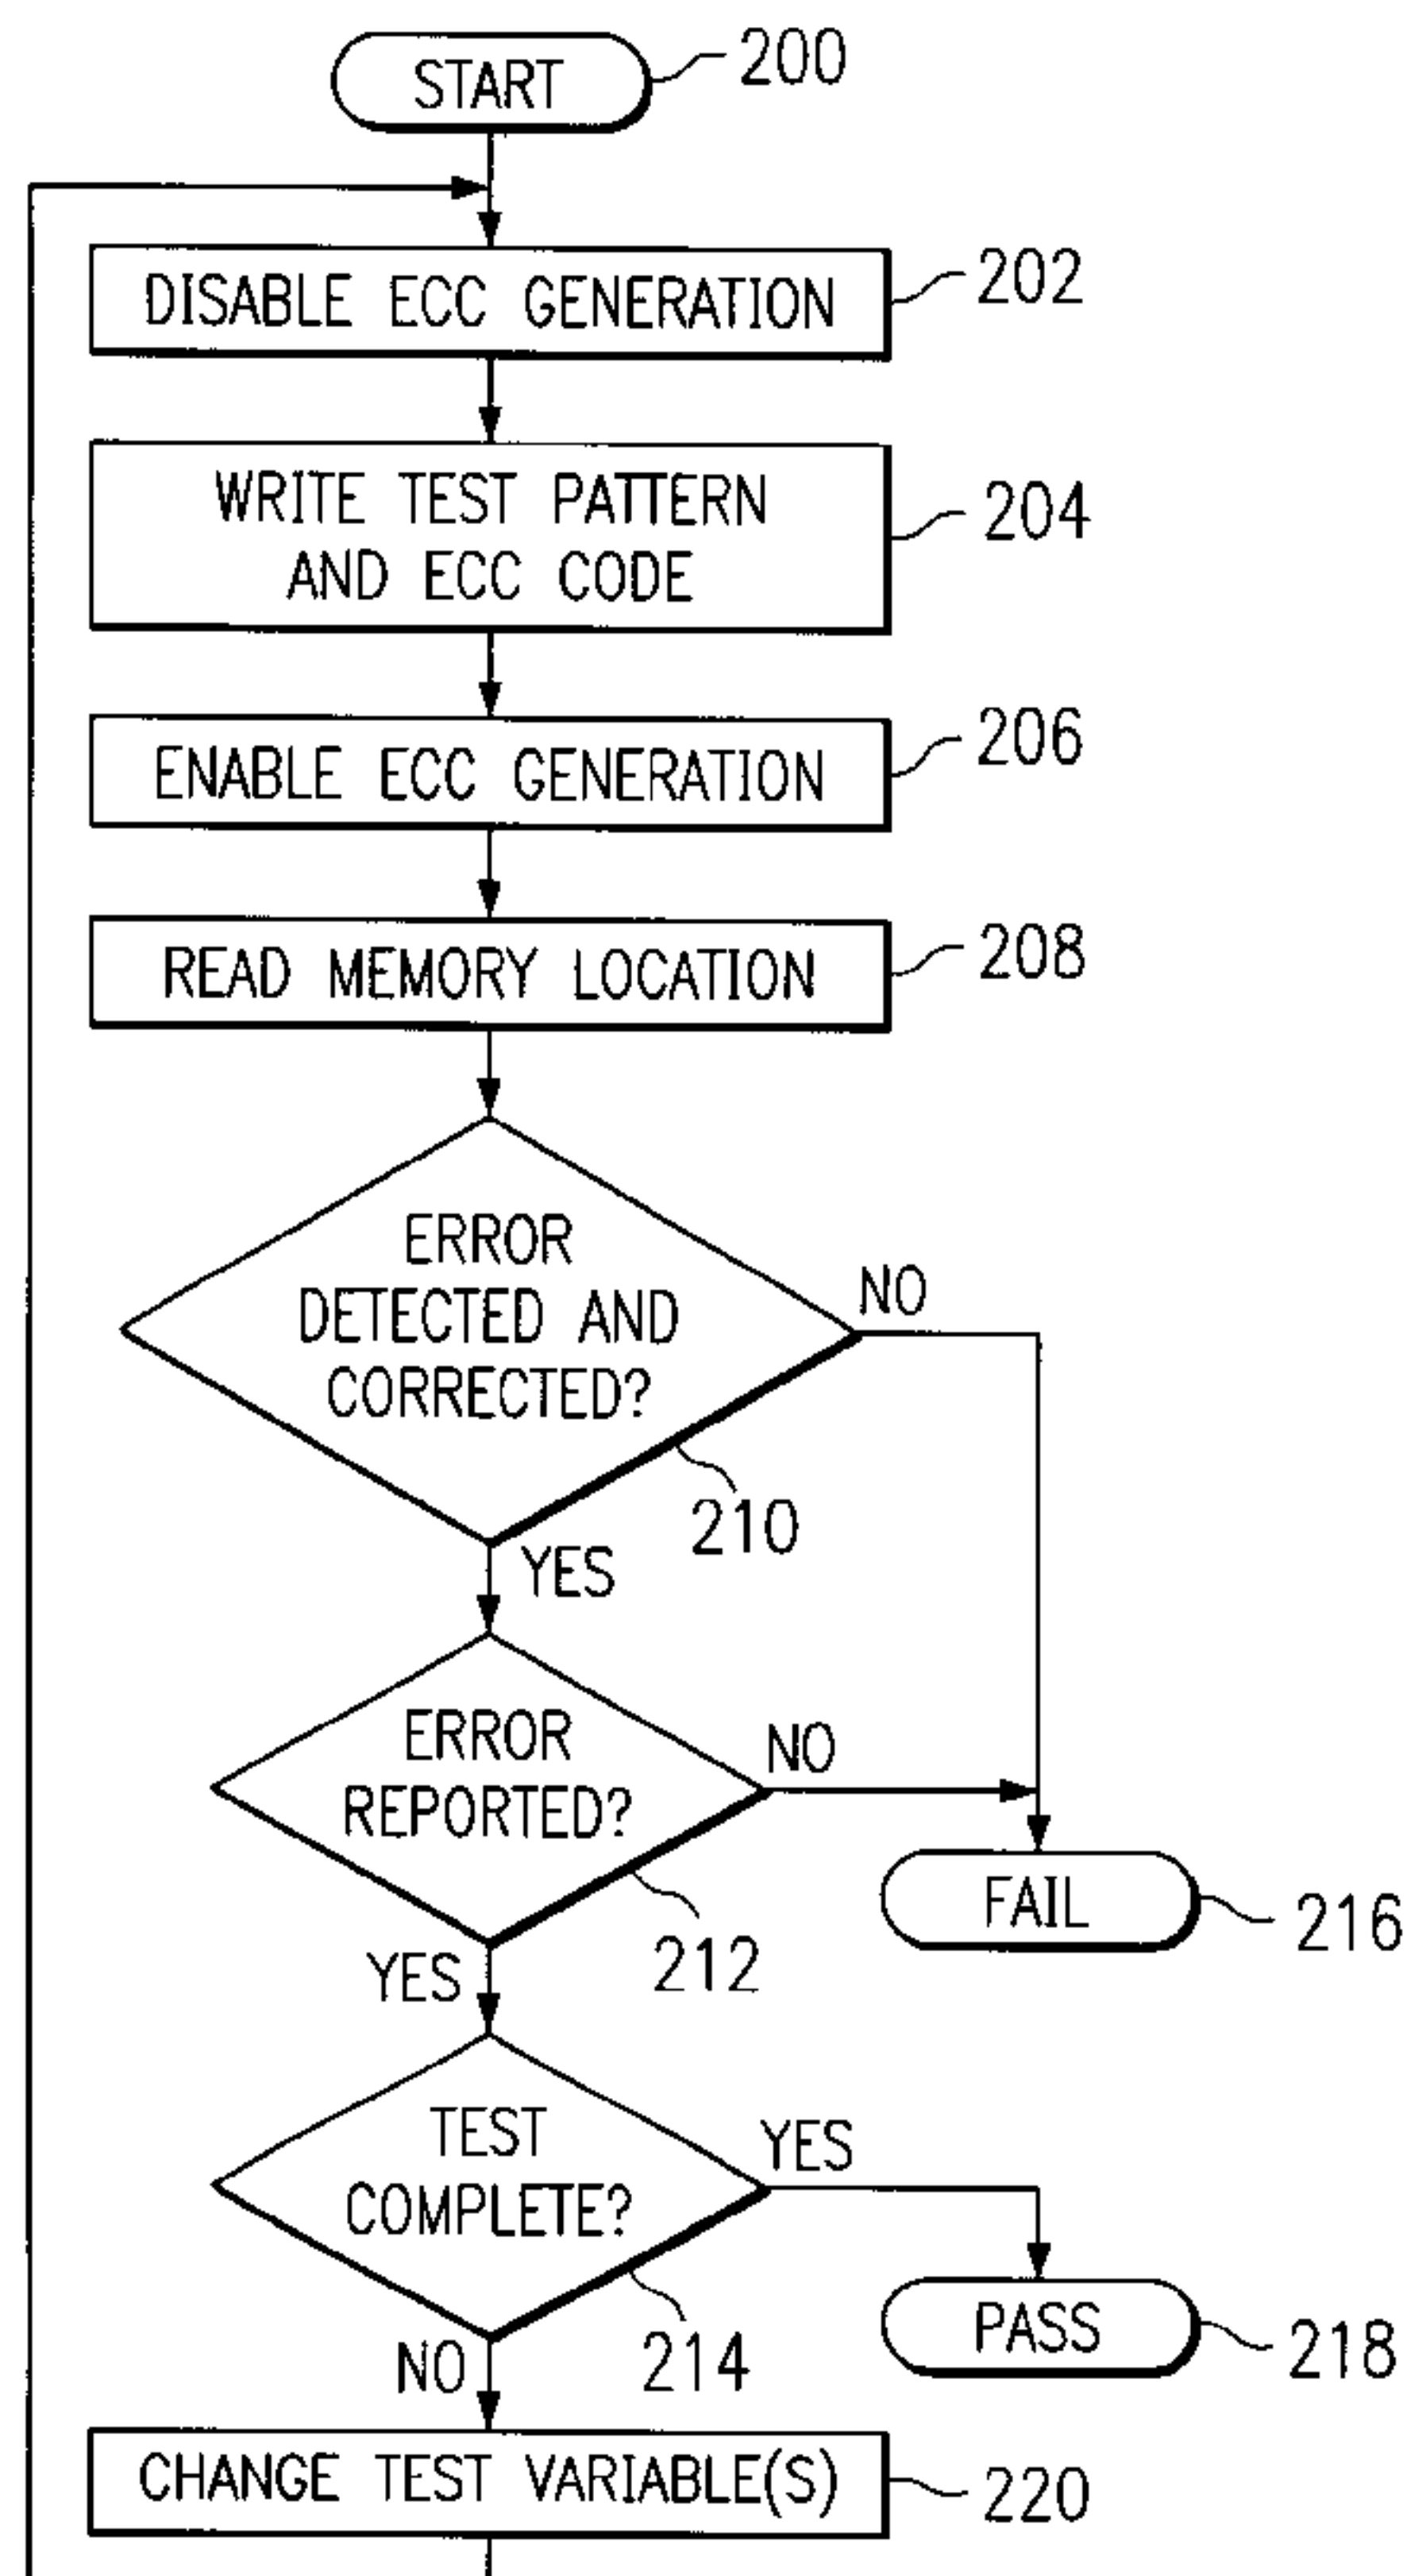 START
200
DISABLE ECC GENERATION
202
WRITE TEST PATTERN
AND ECC CODE
204
ENABLE ECC GENERATION
206
READ MEMORY LOCATION
208
ERROR
DETECTED AND
CORRECTED?
NO
210
YES
ERROR
REPORTED?
NO
212
FAIL
216
YES
TEST
COMPLETE?
YES
214
PASS
218
NO
CHANGE TEST VARIABLE(S)
220